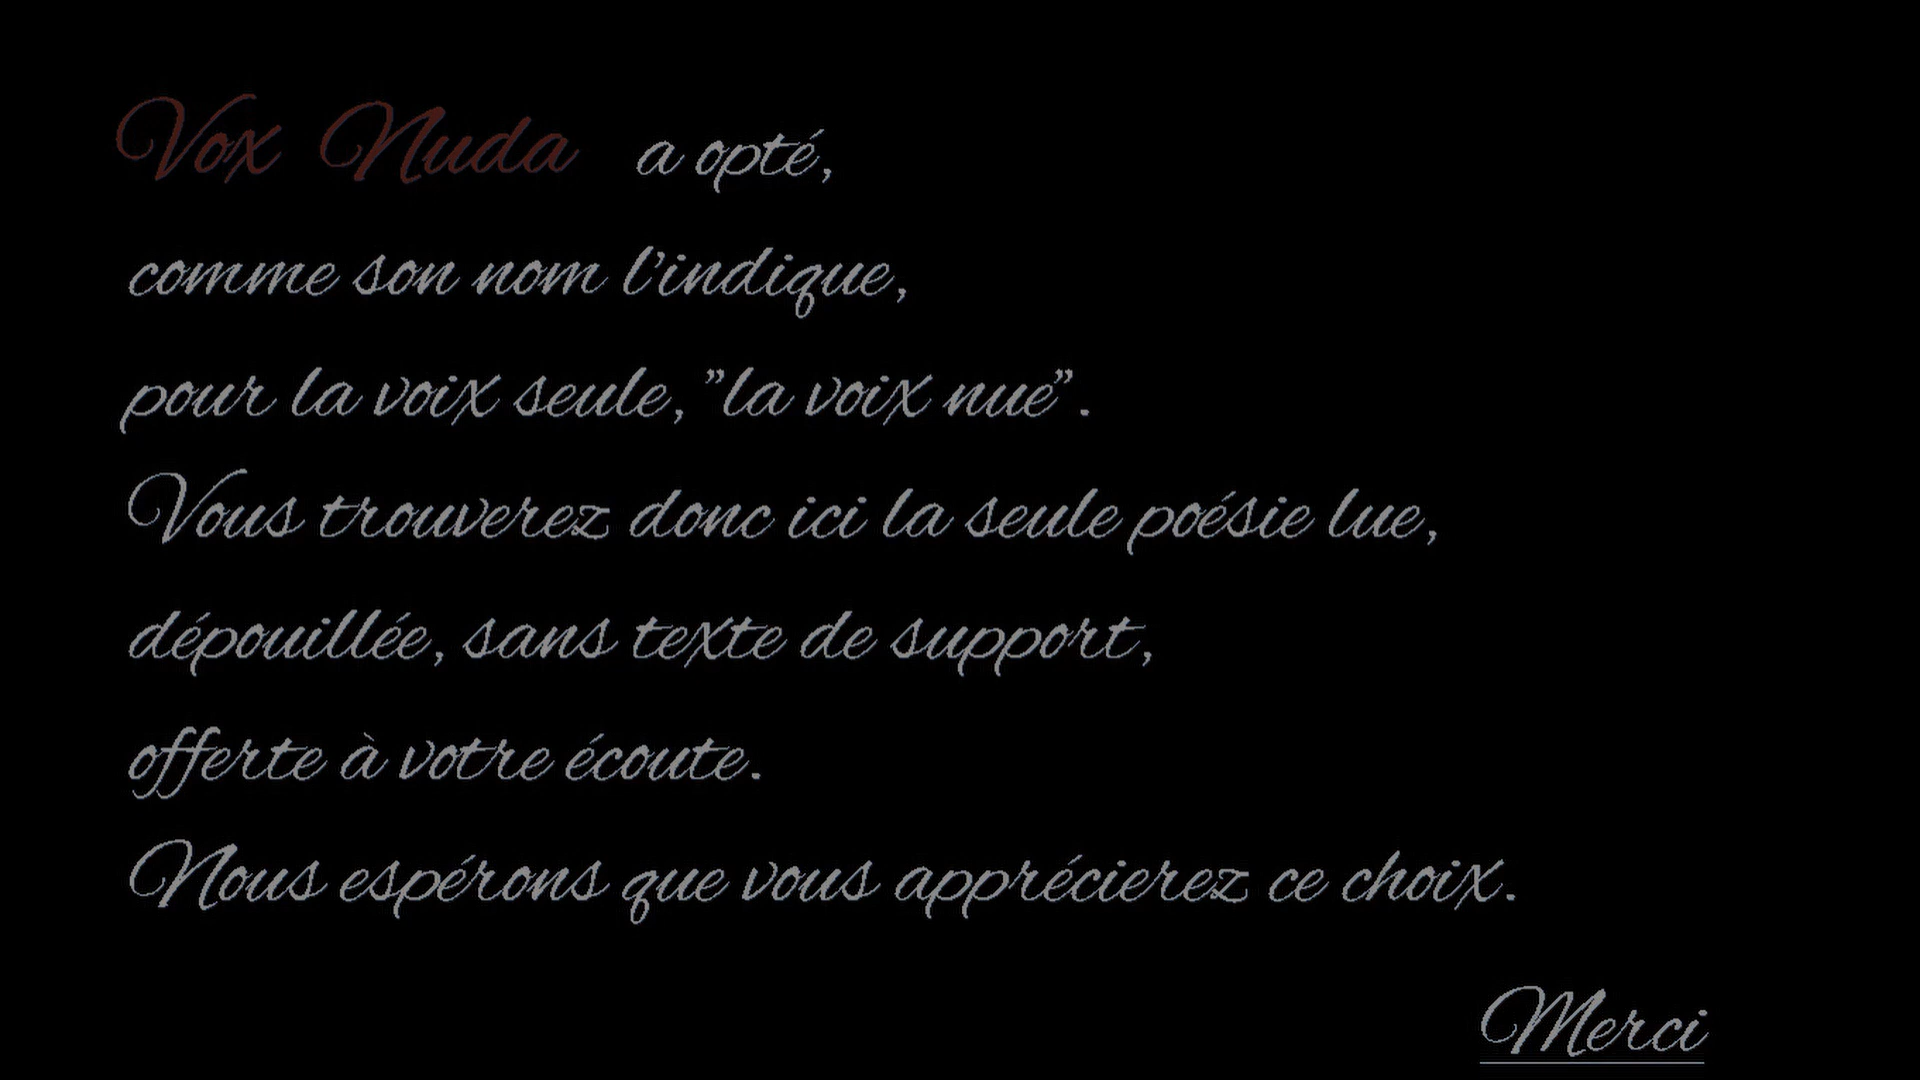 Vox Nuda a opté,
comme son nom l'indique,
pour la voix seule, "la voix nue".
Vous trouverez donc ici la seule poésie lue,
dépouillée, sans texte de support,
offerte à votre écoute.
Nous espérons que vous apprécierez ce choix.
Merci